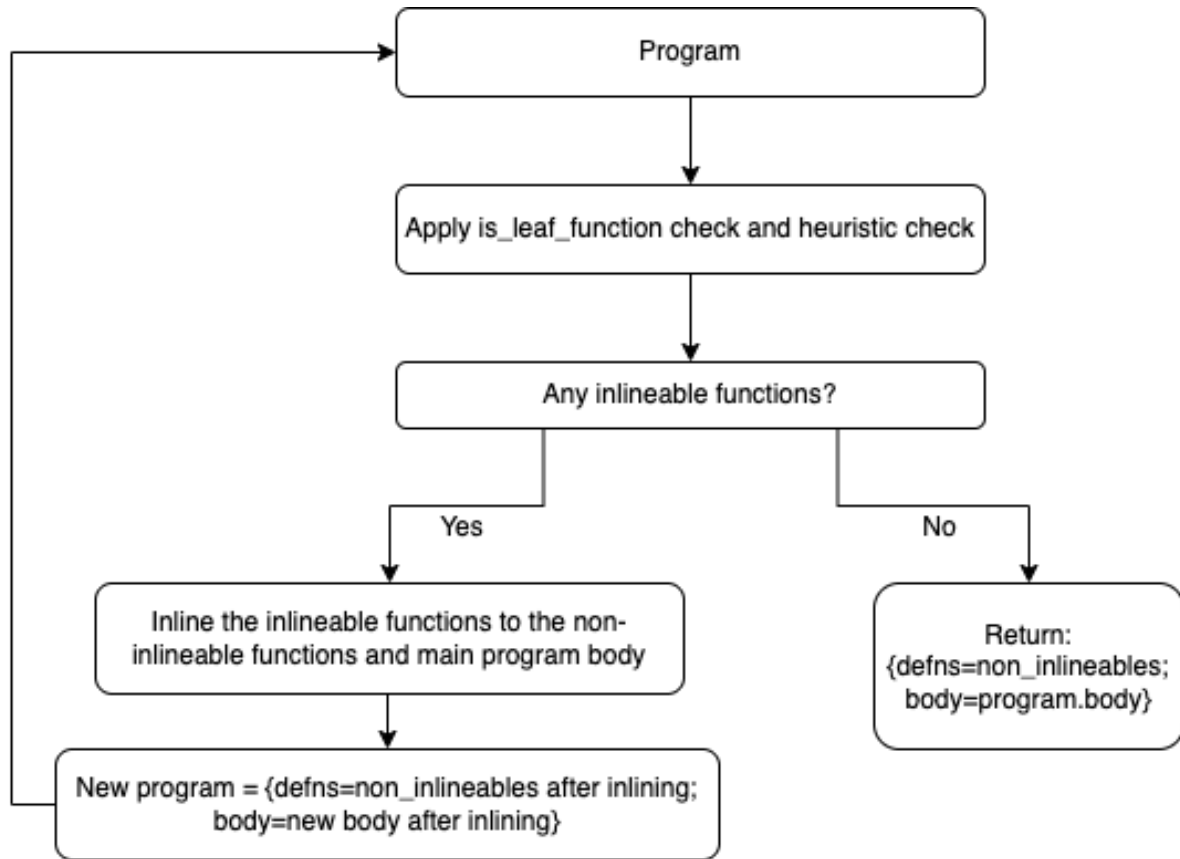 Program
Apply is_leaf_function check and heuristic check
Any inlineable functions?
Yes
No
Inline the inlineable functions to the non-
inlineable functions and main program body
Return:
{defns=non_inlineables;
body=program.body}
New program = {defns=non_inlineables after inlining;
body=new body after inlining}